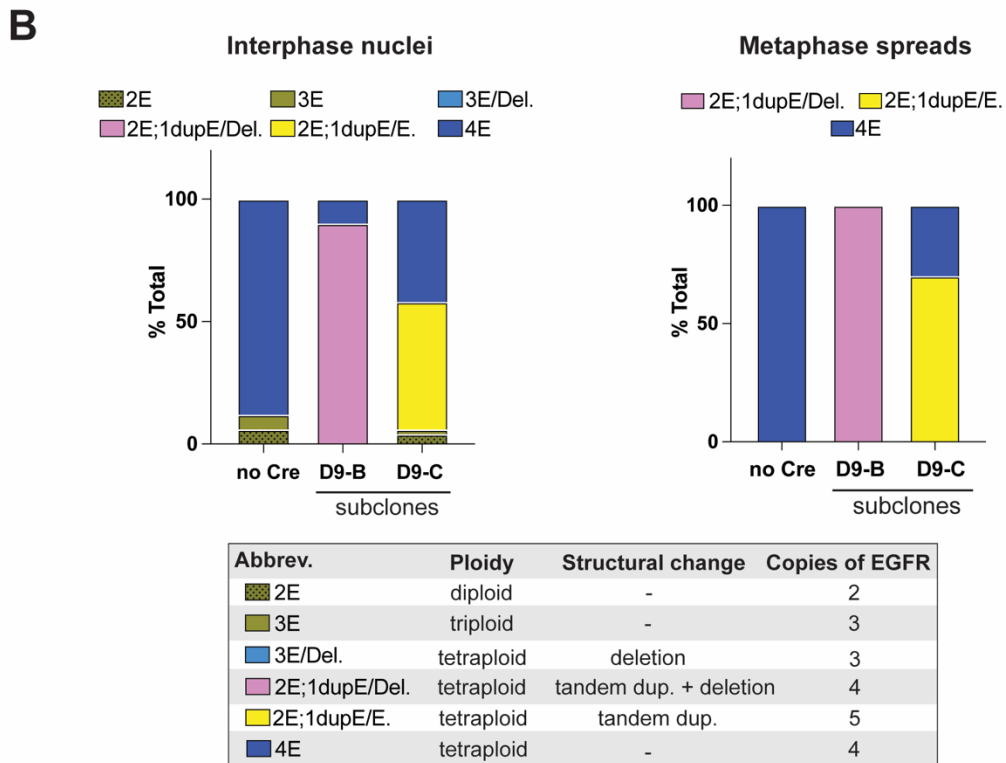 B
Interphase nuclei
2E 3E 3E/Del.
2E;1dupE/Del. 2E;1dupE/E. 4E
% Total
100
50
0
no Cre D9-B D9-C
subclones
Metaphase spreads
2E;1dupE/Del. 2E;1dupE/E.
4E
% Total
100
50
0
no Cre D9-B D9-C
subclones
Abbrev. Ploidy Structural change Copies of EGFR
2E diploid - 2
3E triploid - 3
3E/Del. tetraploid deletion 3
2E;1dupE/Del. tetraploid tandem dup. + deletion 4
2E;1dupE/E. tetraploid tandem dup. 5
4E tetraploid - 4